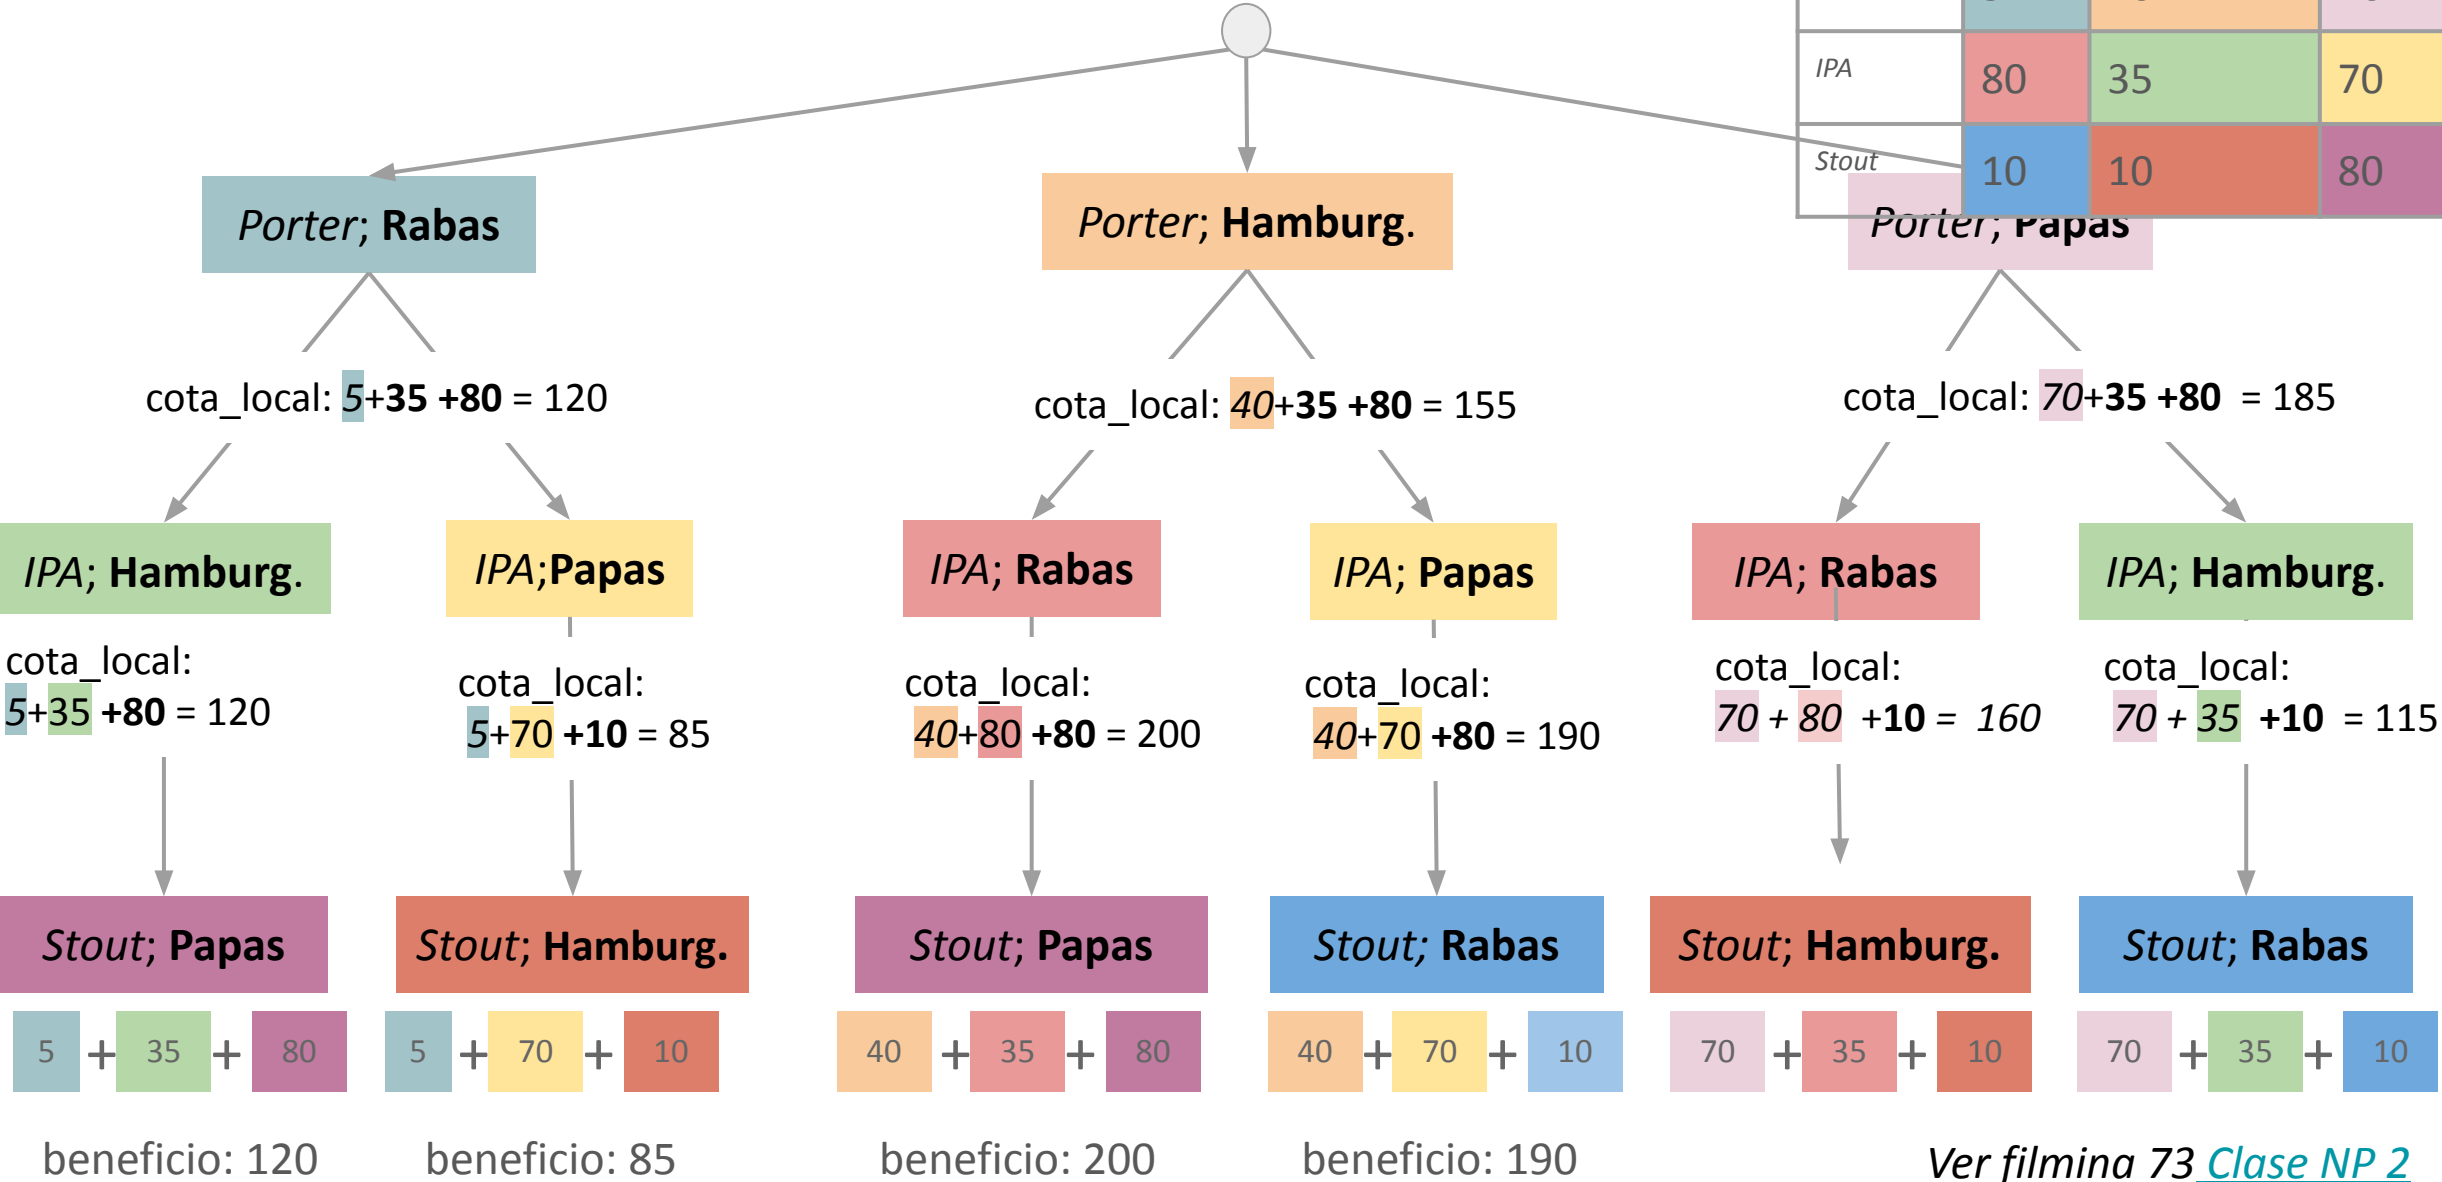 IPA 80 35 70
Stout 10 10 80
Porter; Rabas
Porter; Hamburg.
Porter; Papas
cota_local: 5+35 +80 = 120
cota_local: 40+35 +80 = 155
cota_local: 70+35 +80 = 185
IPA; Hamburg.
IPA;Papas
IPA; Rabas
IPA; Papas
IPA; Rabas
IPA; Hamburg.
cota_local:
5+35 +80 = 120
cota_local:
5+70 +10 = 85
cota_local:
40+80 +80 = 200
cota_local:
40+70 +80 = 190
cota_local:
70 + 80 +10 = 160
cota_local:
70 + 35 +10 = 115
Stout; Papas
Stout; Hamburg.
Stout; Papas
Stout; Rabas
Stout; Hamburg.
Stout; Rabas
5 + 35 + 80
5 + 70 + 10
40 + 35 + 80
40 + 70 + 10
70 + 35 + 10
70 + 35 + 10
beneficio: 120
beneficio: 85
beneficio: 200
beneficio: 190
Ver filmina 73 Clase NP 2